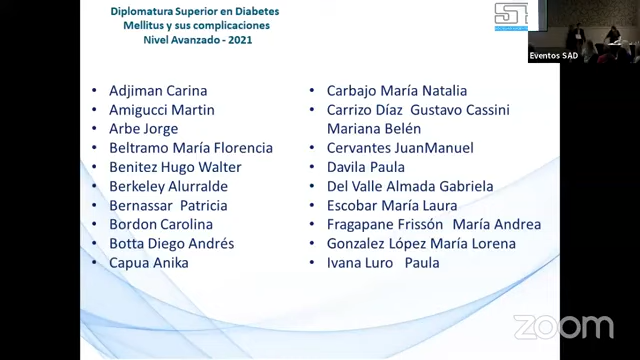 Diplomatura Superior en Diabetes
Mellitus y sus complicaciones
Nivel Avanzado - 2021
Eventos SAD
• Adjiman Carina
• Amigucci Martin
• Arbe Jorge
• Beltramo María Florencia
• Benitez Hugo Walter
• Berkeley Alurralde
• Bernassar Patricia
• Bordon Carolina
• Botta Diego Andrés
• Capua Anika
• Carbajo María Natalia
• Carrizo Díaz Gustavo Cassini
Mariana Belén
• Cervantes JuanManuel
• Davila Paula
• Del Valle Almada Gabriela
• Escobar María Laura
• Fragapane Frissón María Andrea
• Gonzalez López María Lorena
• Ivana Luro Paula
zoom